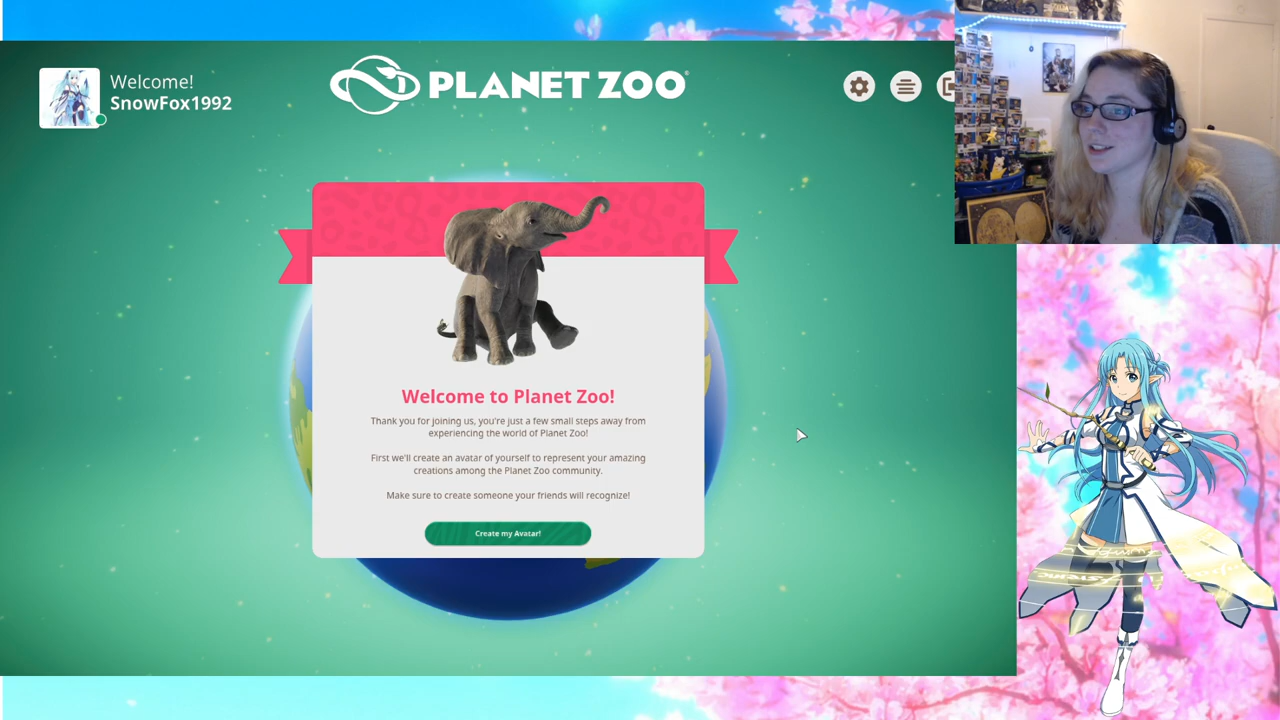 Welcome!
SnowFox1992
PLANET ZOO
Welcome to Planet Zoo!
Thank you for joining us, you're just a few small steps away from
experiencing the world of Planet Zoo!
First we'll create an avatar of yourself to represent your amazing
creations among the Planet Zoo community.
Make sure to create someone your friends will recognize!
Create my Avatar!